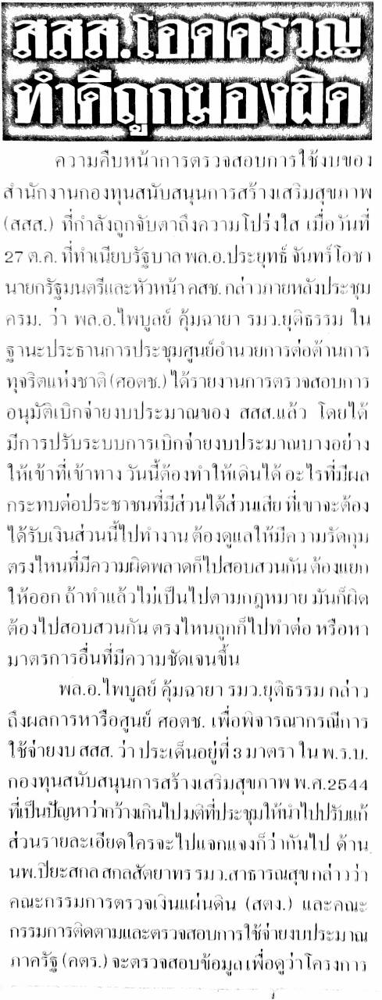 สสส.โอดครวญ
ทำดีถูกมองผิด
ความคืบหน้าการตรวจสอบการใช้งบของ
สำนักงานกองทุนสนับสนุนการสร้างเสริมสุขภาพ
(สสส.) ที่กำลังถูกจับตาถึงความโปร่งใส เมื่อวันที่
27 ต.ค. ที่ทำเนียบรัฐบาล พล.อ.ประยุทธ์ จันทร์โอชา
นายกรัฐมนตรีและหัวหน้า คสช. กล่าวภายหลังประชุม
ครม. ว่า พล.อ.ไพบูลย์ คุ้มฉายา รมว.ยุติธรรม ใน
ฐานะประธานการประชุมศูนย์อำนวยการต่อต้านการ
ทุจริตแห่งชาติ (ศอตช.) ได้รายงานการตรวจสอบการ
อนุมัติเบิกจ่ายงบประมาณของ สสส.แล้ว โดยได้
มีการปรับระบบการเบิกจ่ายงบประมาณบางอย่าง
ให้เข้าที่เข้าทาง วันนี้ต้องทำให้เดินได้ อะไรที่มีผล
กระทบต่อประชาชนที่มีส่วนได้ส่วนเสีย ที่เขาจะต้อง
ได้รับเงินส่วนนี้ไปทำงาน ต้องดูแลให้มีความรัดกุม
ตรงไหนที่มีความผิดพลาดก็ไปสอบสวนกัน ต้องแยก
ให้ออก ถ้าทำแล้วไม่เป็นไปตามกฎหมาย มันก็ผิด
ต้องไปสอบสวนกัน ตรงไหนถูกก็ไปทำต่อ หรือหา
มาตรการอื่นที่มีความชัดเจนขึ้น
พล.อ.ไพบูลย์ คุ้มฉายา รมว.ยุติธรรม กล่าว
ถึงผลการหารือศูนย์ ศอตช. เพื่อพิจารณากรณีการ
ใช้จ่ายงบ สสส. ว่า ประเด็นอยู่ที่ 3 มาตรา ใน พ.ร.บ.
กองทุนสนับสนุนการสร้างเสริมสุขภาพ พ.ศ.2544
ที่เป็นปัญหาว่ากว้างเกินไป มติที่ประชุมให้นำไปปรับแก้
ส่วนรายละเอียดใครจะไปแจกแจงก็ว่ากันไป ด้าน
นพ.ปิยะสกล สกลสัตยาทร รมว.สาธารณสุข กล่าวว่า
คณะกรรมการตรวจเงินแผ่นดิน (สตง.) และคณะ
กรรมการติดตามและตรวจสอบการใช้จ่ายงบประมาณ
ภาครัฐ (คตร.) จะตรวจสอบข้อมูล เพื่อดูว่าโครงการ